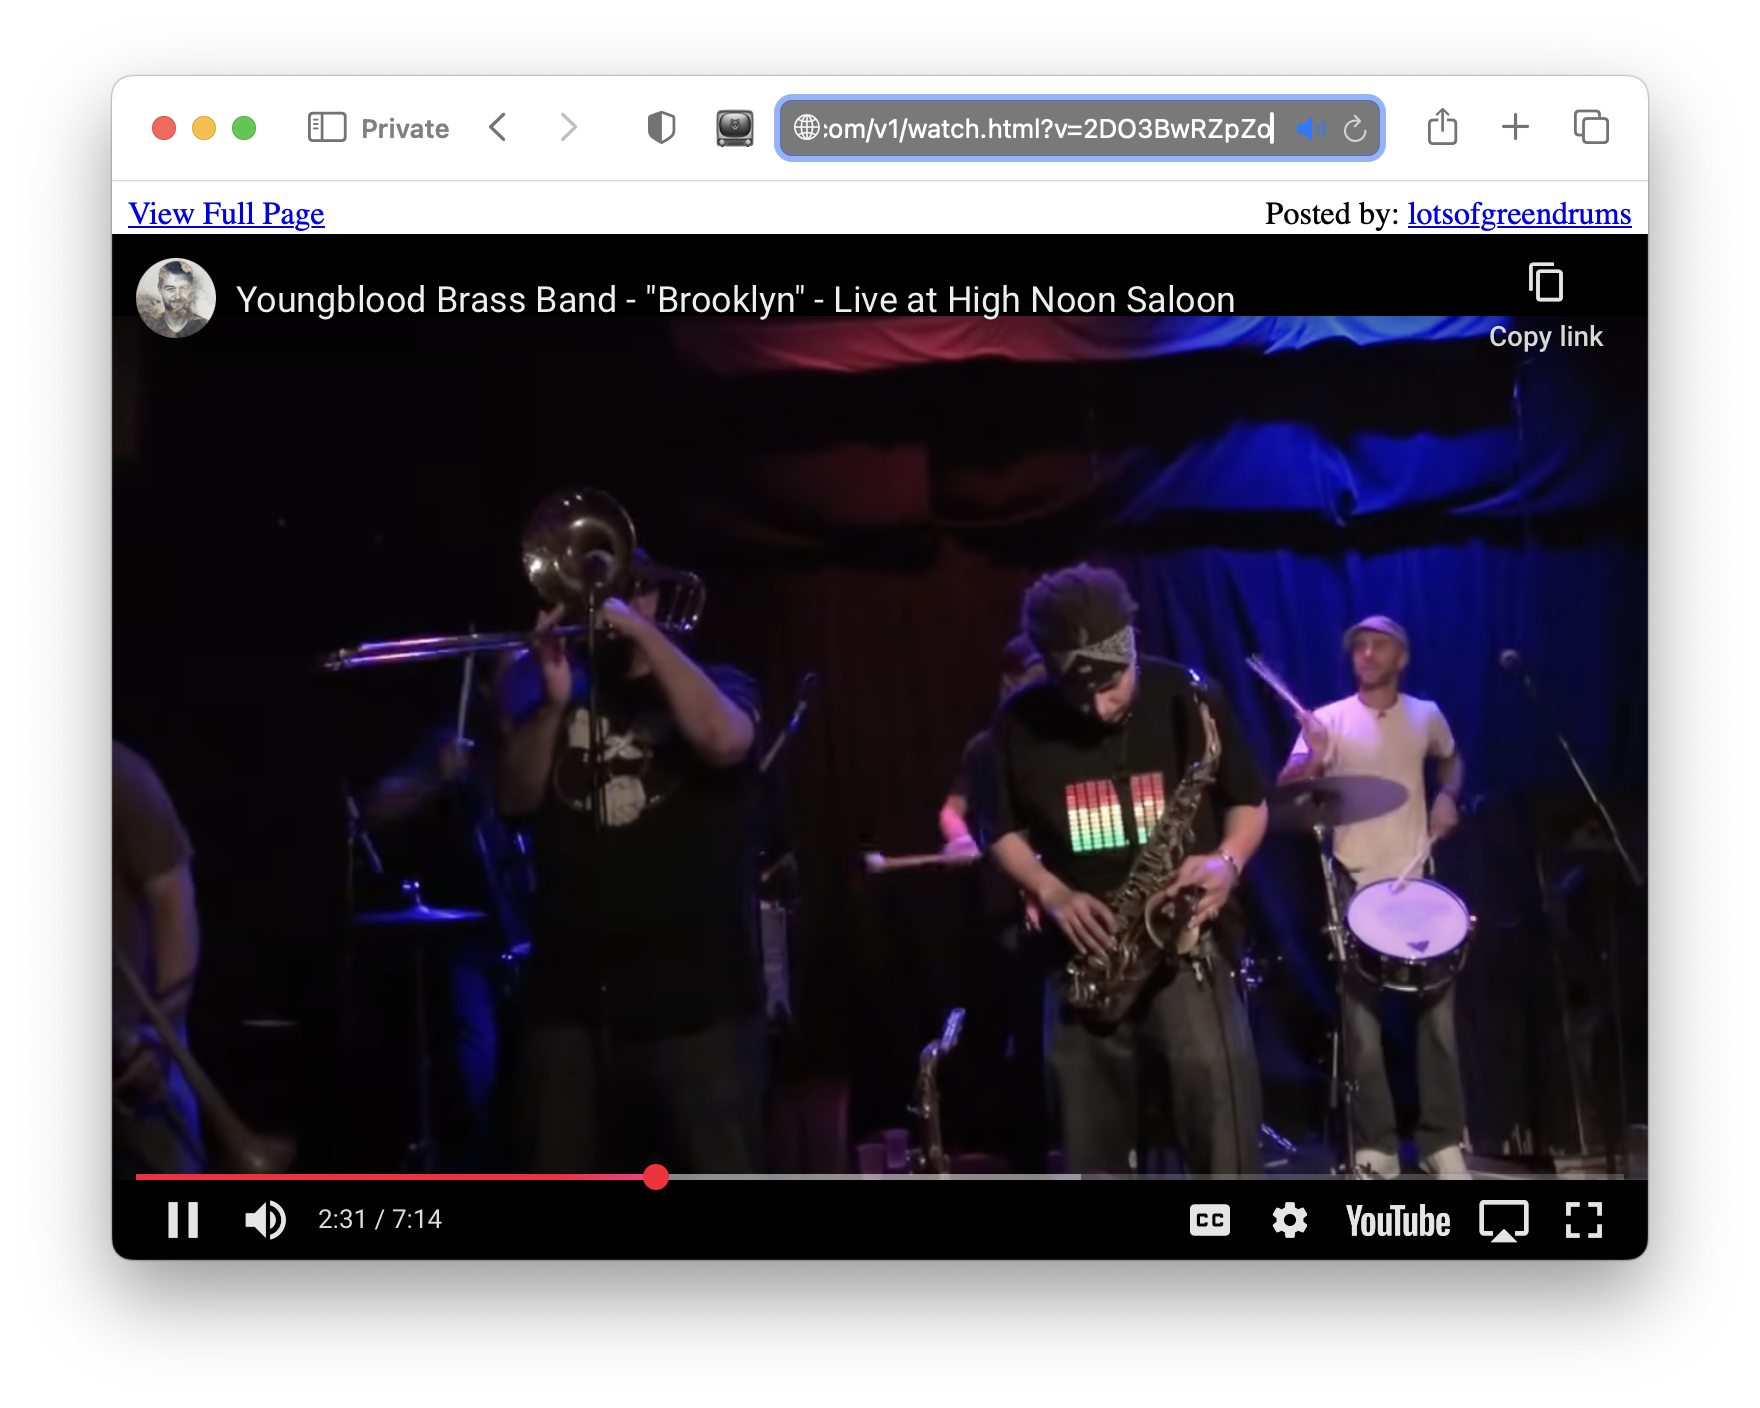 Private
:om/v1/watch.html?v=2DO3BwRZpZo
View Full Page
Posted by: lotsofgreendrums
Youngblood Brass Band - "Brooklyn" - Live at High Noon Saloon
Copy link
2:31 / 7:14
CC
YouTube